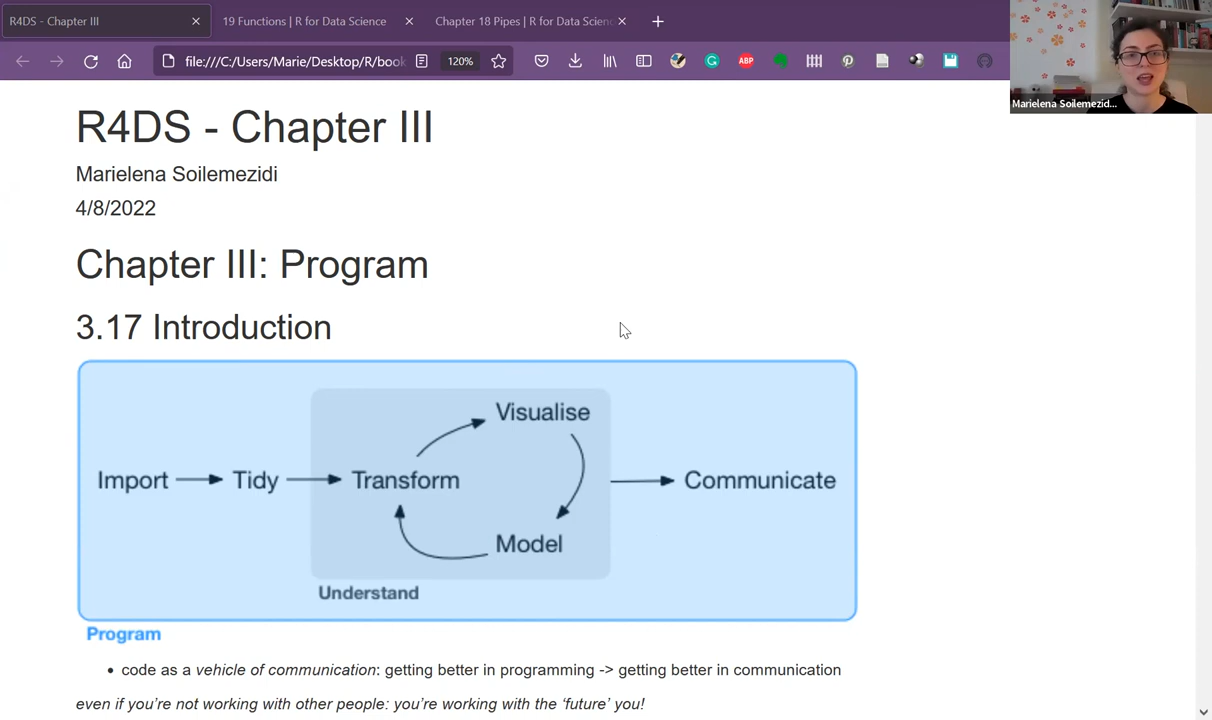 R4DS - Chapter III
19 Functions | R for Data Science
Chapter 18 Pipes | R for Data Scienc
file:///C:/Users/Marie/Desktop/R/book
120%
ABP
Marielena Soilemezid...
R4DS - Chapter III
Marielena Soilemezidi
4/8/2022
Chapter III: Program
3.17 Introduction
Visualise
Import
Tidy
Transform
Communicate
Model
Understand
Program
• code as a vehicle of communication: getting better in programming -> getting better in communication
even if you’re not working with other people: you’re working with the ‘future’ you!